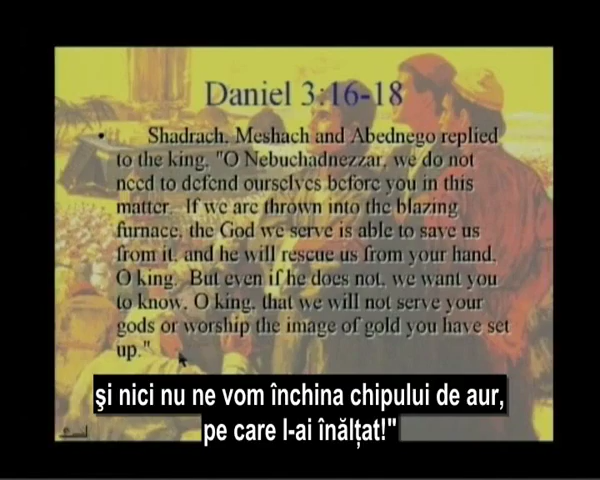 Daniel 3:16-18
• Shadrach, Meshach and Abednego replied
to the king, "O Nebuchadnezzar, we do not
need to defend ourselves before you in this
matter. If we are thrown into the blazing
furnace, the God we serve is able to save us
from it, and he will rescue us from your hand,
O king. But even if he does not, we want you
to know, O king, that we will not serve your
gods or worship the image of gold you have set
up."
şi nici nu ne vom închina chipului de aur,
pe care l-ai înălţat!"